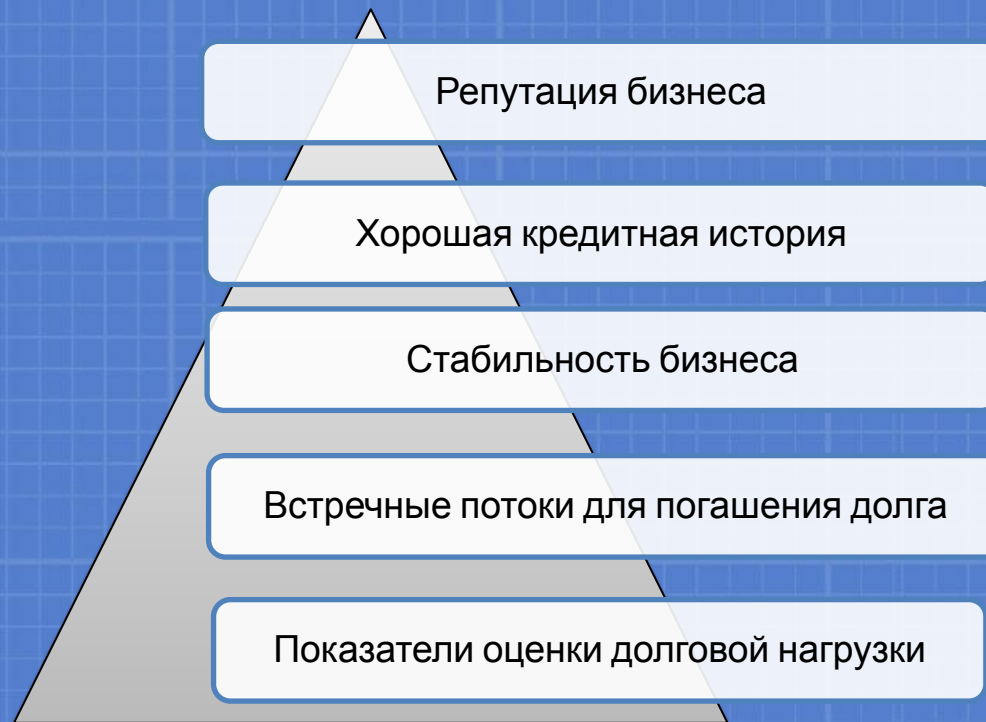 Репутация бизнеса
Хорошая кредитная история
Стабильность бизнеса
Встречные потоки для погашения долга
Показатели оценки долговой нагрузки